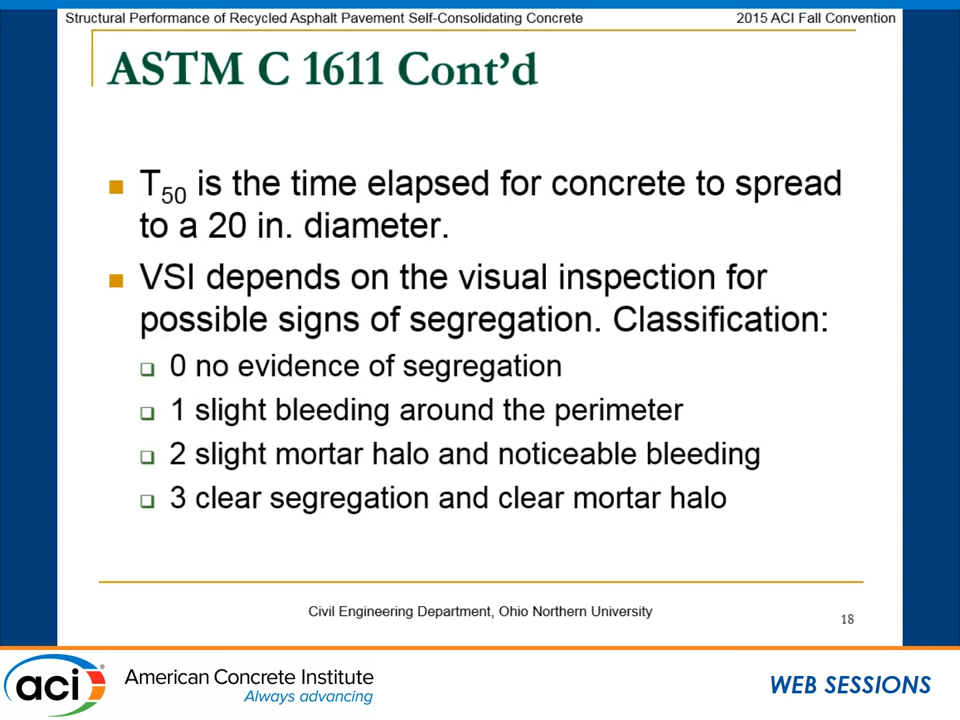 Structural Performance of Recycled Asphalt Pavement Self-Consolidating Concrete
2015 ACI Fall Convention
ASTM C 1611 Cont'd
T50 is the time elapsed for concrete to spread
to a 20 in. diameter.
VSI depends on the visual inspection for
possible signs of segregation. Classification:
0 no evidence of segregation
1 slight bleeding around the perimeter
2 slight mortar halo and noticeable bleeding
3 clear segregation and clear mortar halo
Civil Engineering Department, Ohio Northern University
18
aci
American Concrete Institute
Always advancing
WEB SESSIONS